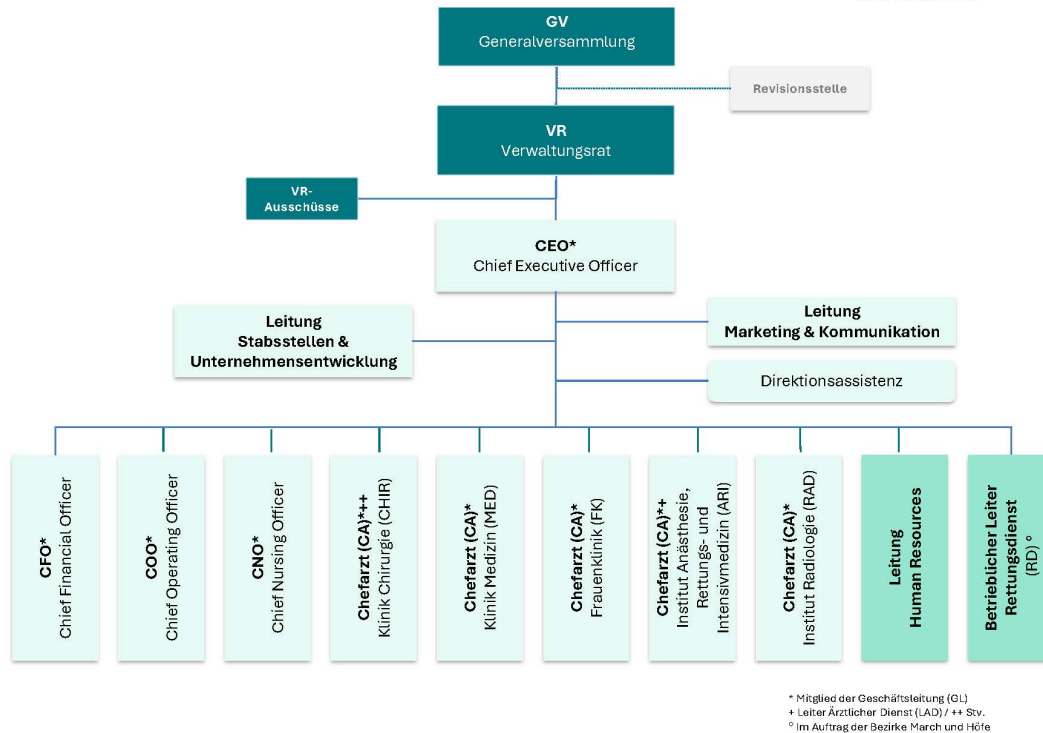 GV
Generalversammlung
Revisionsstelle
VR
Verwaltungsrat
VR-
Ausschüsse
CEO*
Chief Executive Officer
Leitung
Stabsstellen &
Unternehmensentwicklung
Leitung
Marketing & Kommunikation
Direktionsassistenz
CFO*
Chief Financial Officer
COO*
Chief Operating Officer
CNO*
Chief Nursing Officer
Chefarzt (CA)*++
Klinik Chirurgie (CHIR)
Chefarzt (CA)*
Klinik Medizin (MED)
Chefarzt (CA)*
Frauenklinik (FK)
Chefarzt (CA)*+
Institut Anästhesie,
Rettungs- und
Intensivmedizin (ARI)
Chefarzt (CA)*
Institut Radiologie (RAD)
Leitung
Human Resources
Betrieblicher Leiter
Rettungsdienst
(RD) °
* Mitglied der Geschäftsleitung (GL)
+ Leiter Ärztlicher Dienst (LAD) / ++ Stv.
° Im Auftrag der Bezirke March und Höfe